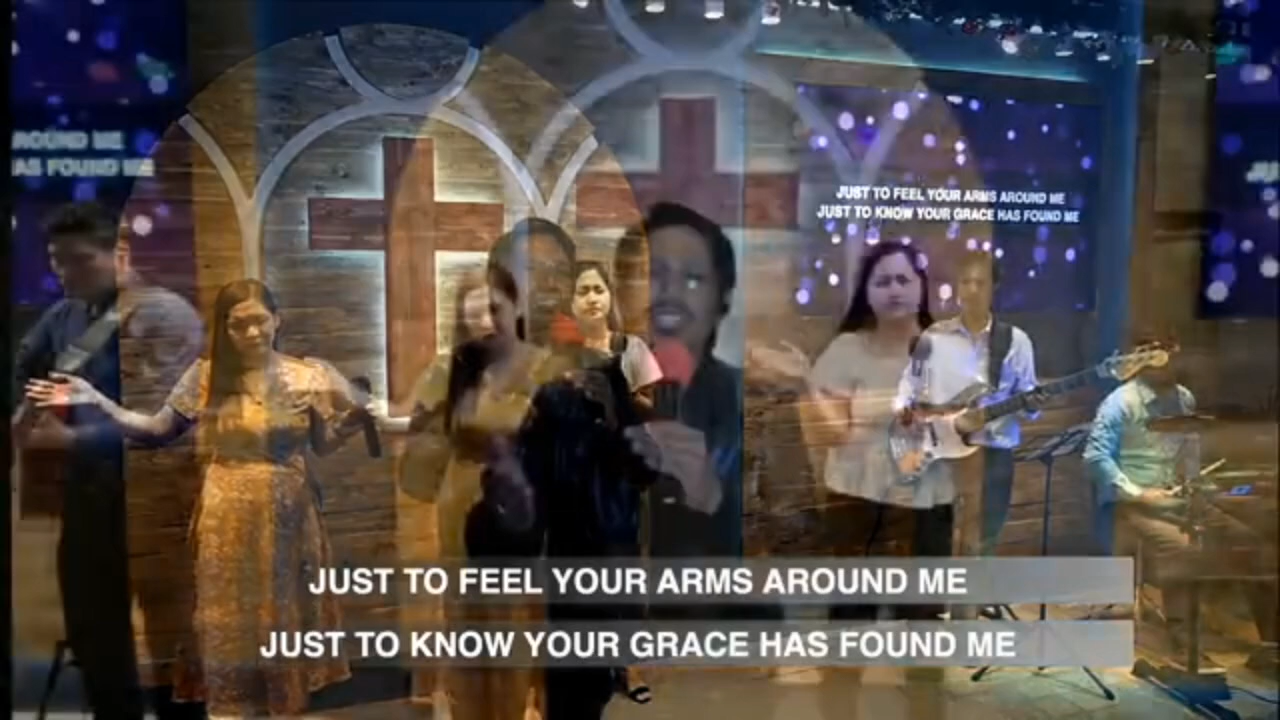 AROUND ME
HAS FOUND ME
JUST TO FEEL YOUR ARMS AROUND ME
JUST TO KNOW YOUR GRACE HAS FOUND ME
JUST TO FEEL YOUR ARMS AROUND ME
JUST TO KNOW YOUR GRACE HAS FOUND ME